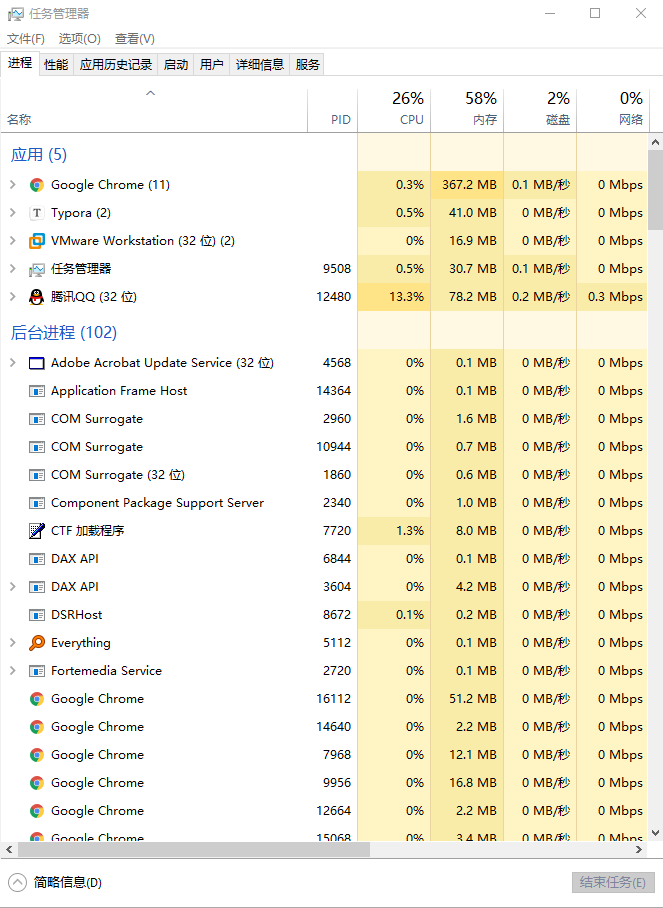 任务管理器
文件(F) 选项(O) 查看(V)
进程 性能 应用历史记录 启动 用户 详细信息 服务
26% 58% 2% 0%
名称 PID CPU 内存 磁盘 网络
应用 (5)
Google Chrome (11) 0.3% 367.2 MB 0.1 MB/秒 0 Mbps
T Typora (2) 0.5% 41.0 MB 0 MB/秒 0 Mbps
VMware Workstation (32 位) (2) 0% 16.9 MB 0 MB/秒 0 Mbps
任务管理器 9508 0.5% 30.7 MB 0.1 MB/秒 0 Mbps
腾讯QQ (32 位) 12480 13.3% 78.2 MB 0.2 MB/秒 0.3 Mbps
后台进程 (102)
Adobe Acrobat Update Service (32 位) 4568 0% 0.1 MB 0 MB/秒 0 Mbps
Application Frame Host 14364 0% 0.1 MB 0 MB/秒 0 Mbps
COM Surrogate 2960 0% 1.6 MB 0 MB/秒 0 Mbps
COM Surrogate 10944 0% 0.7 MB 0 MB/秒 0 Mbps
COM Surrogate (32 位) 1860 0% 0.6 MB 0 MB/秒 0 Mbps
Component Package Support Server 2340 0% 1.0 MB 0 MB/秒 0 Mbps
CTF 加载程序 7720 1.3% 8.0 MB 0 MB/秒 0 Mbps
DAX API 6844 0% 0.1 MB 0 MB/秒 0 Mbps
DAX API 3604 0% 4.2 MB 0 MB/秒 0 Mbps
DSRHost 8672 0.1% 0.2 MB 0 MB/秒 0 Mbps
Everything 5112 0% 0.1 MB 0 MB/秒 0 Mbps
Fortemedia Service 2720 0% 0.1 MB 0 MB/秒 0 Mbps
Google Chrome 16112 0% 51.2 MB 0 MB/秒 0 Mbps
Google Chrome 14640 0% 2.2 MB 0 MB/秒 0 Mbps
Google Chrome 7968 0% 12.1 MB 0 MB/秒 0 Mbps
Google Chrome 9956 0% 16.8 MB 0 MB/秒 0 Mbps
Google Chrome 12664 0% 2.2 MB 0 MB/秒 0 Mbps
Google Chrome 15068 0% 3.4 MB 0 MB/秒 0 Mbps
简略信息(D) 结束任务(E)